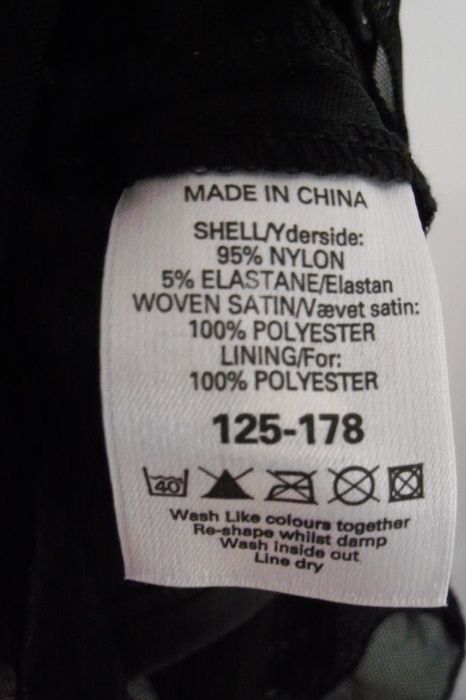 MADE IN CHINA
SHELL/Yderside:
95% NYLON
5% ELASTANE/Elastan
WOVEN SATIN/Vævet satin:
100% POLYESTER
LINING/For:
100% POLYESTER
125-178
40
Wash Like colours together
Re-shape whilst damp
Wash inside out
Line dry